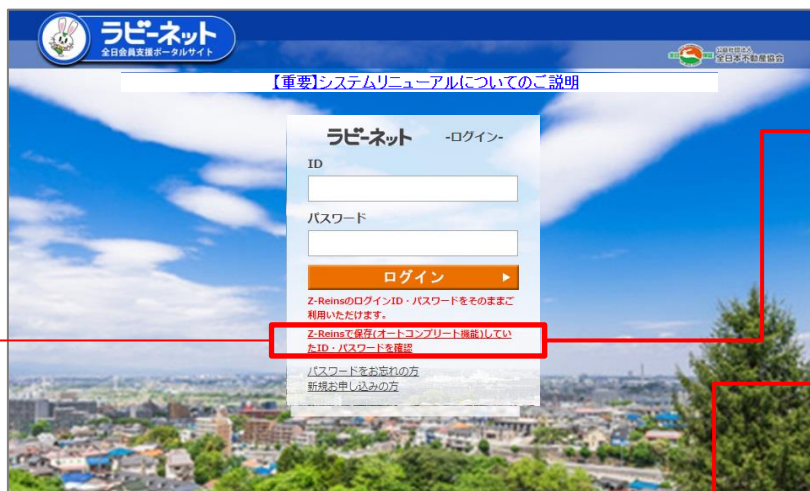 ラビーネット
全日会員支援ポータルサイト
公益社団法人
全日本不動産協会
【重要】システムリニューアルについてのご説明
ラビーネット -ログイン-
ID
パスワード
ログイン
Z-ReinsのログインID・パスワードをそのままご
利用いただけます。
Z-Reinsで保存(オートコンプリート機能)してい
たID・パスワードを確認
パスワードをお忘れの方
新規お申し込みの方